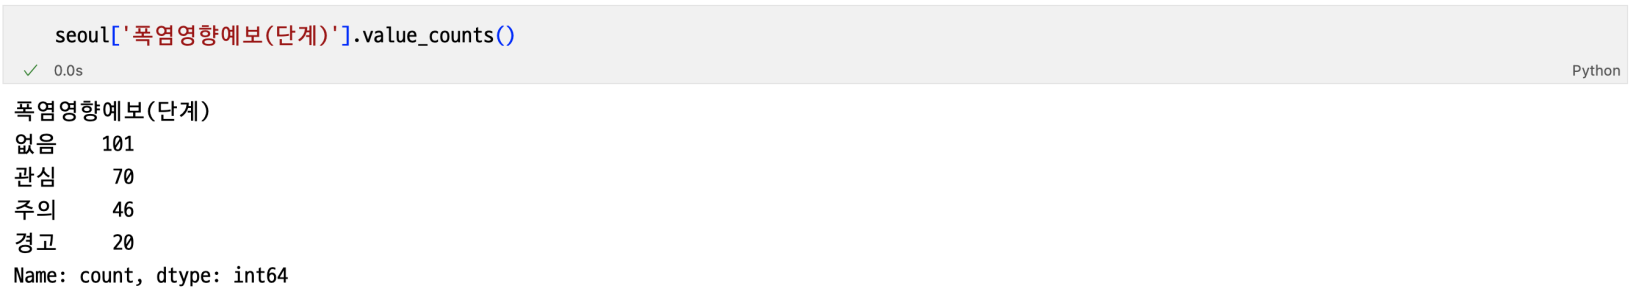 seoul['폭염영향예보(단계)'].value_counts()
✓ 0.0s Python
폭염영향예보(단계)
없음    101
관심     70
주의     46
경고     20
Name: count, dtype: int64